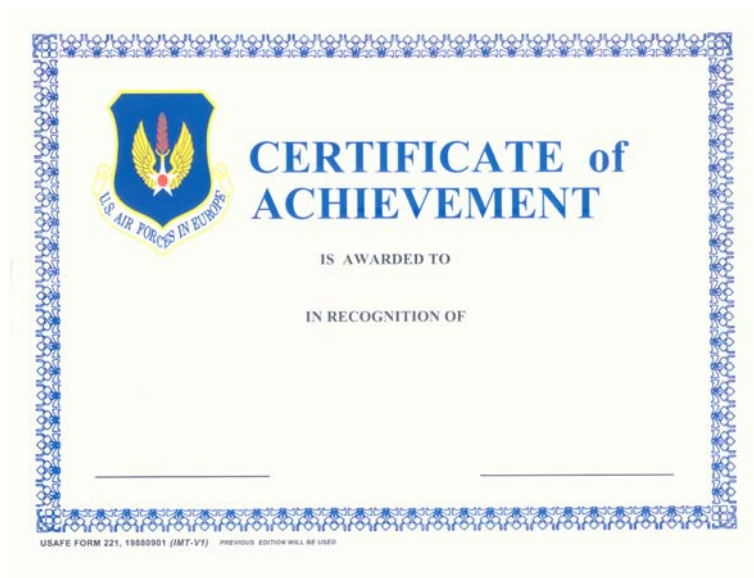 CERTIFICATE of
ACHIEVEMENT
U.S. AIR FORCES IN EUROPE
IS AWARDED TO
IN RECOGNITION OF
USAFE FORM 221, 19880901 (IMT-V1) PREVIOUS EDITION WILL BE USED